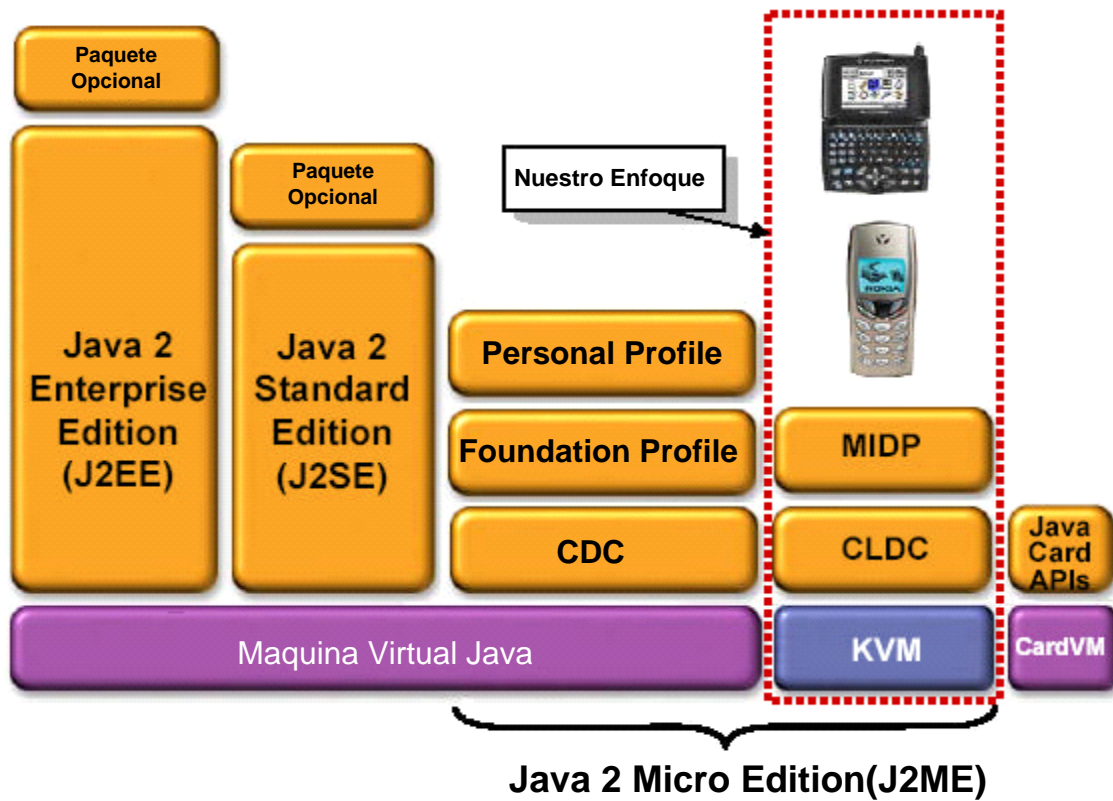 Paquete
Opcional
Java 2
Enterprise
Edition
(J2EE)
Paquete
Opcional
Java 2
Standard
Edition
(J2SE)
Nuestro Enfoque
Personal Profile
Foundation Profile
CDC
NOKIA
MIDP
CLDC
Java
Card
APIs
Maquina Virtual Java
KVM
CardVM
Java 2 Micro Edition(J2ME)